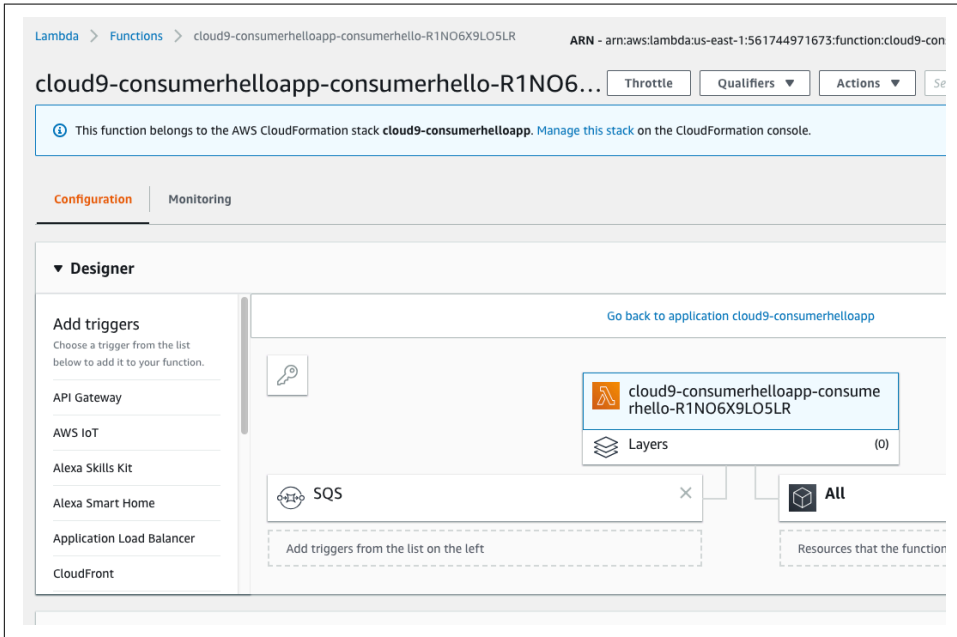 Lambda > Functions > cloud9-consumerhelloapp-consumerhello-R1NO6X9LO5LR
ARN - arn:aws:lambda:us-east-1:561744971673:function:cloud9-con
cloud9-consumerhelloapp-consumerhello-R1NO6... Throttle Qualifiers ▼ Actions ▼ Se
This function belongs to the AWS CloudFormation stack cloud9-consumerhelloapp. Manage this stack on the CloudFormation console.
Configuration Monitoring
▼ Designer
Add triggers
Choose a trigger from the list
below to add it to your function.
API Gateway
AWS IoT
Alexa Skills Kit
Alexa Smart Home
Application Load Balancer
CloudFront
Go back to application cloud9-consumerhelloapp
cloud9-consumerhelloapp-consume
rhello-R1NO6X9LO5LR
Layers (0)
SQS
Add triggers from the list on the left
All
Resources that the function